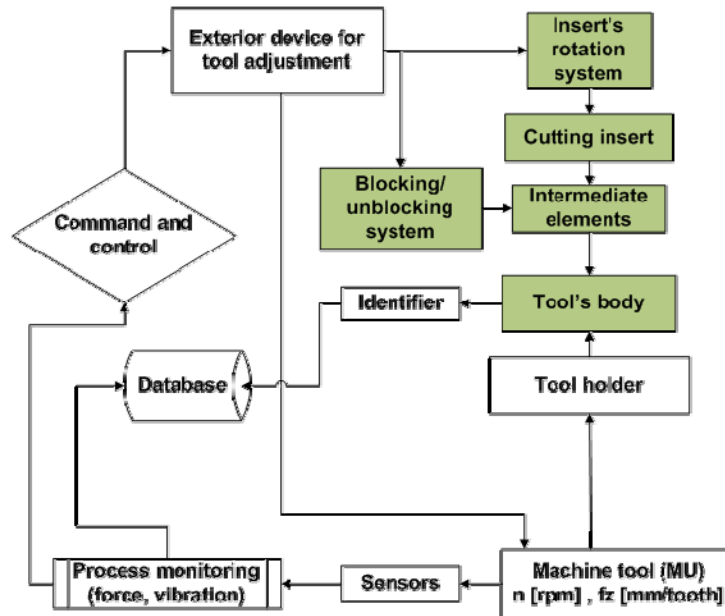 Exterior device for
tool adjustment
Insert's
rotation
system
Cutting insert
Blocking/
unblocking
system
Intermediate
elements
Command and
control
Identifier
Tool's body
Database
Tool holder
Process monitoring
(force, vibration)
Sensors
Machine tool (MU)
n [rpm] , fz [mm/tooth]